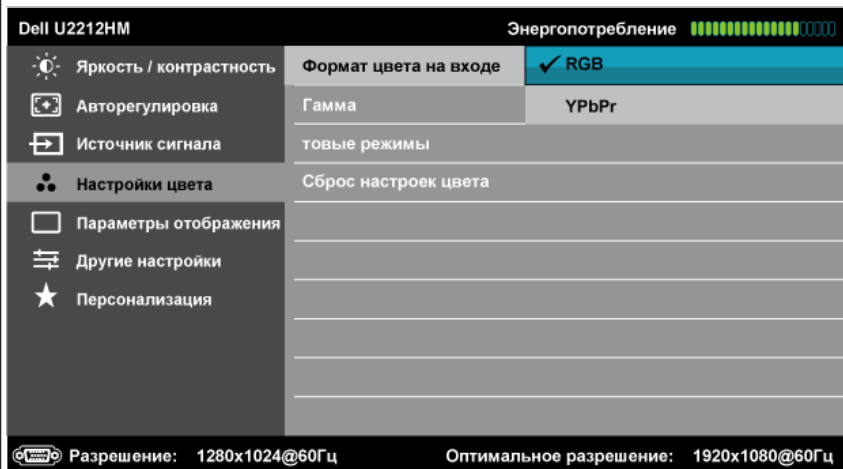 Dell U2212HM Энергопотребление
Яркость / контрастность Формат цвета на входе RGB
Авторегулировка Гамма YPbPr
Источник сигнала товые режимы
Настройки цвета Сброс настроек цвета
Параметры отображения
Другие настройки
Персонализация
Разрешение: 1280x1024@60Гц Оптимальное разрешение: 1920x1080@60Гц